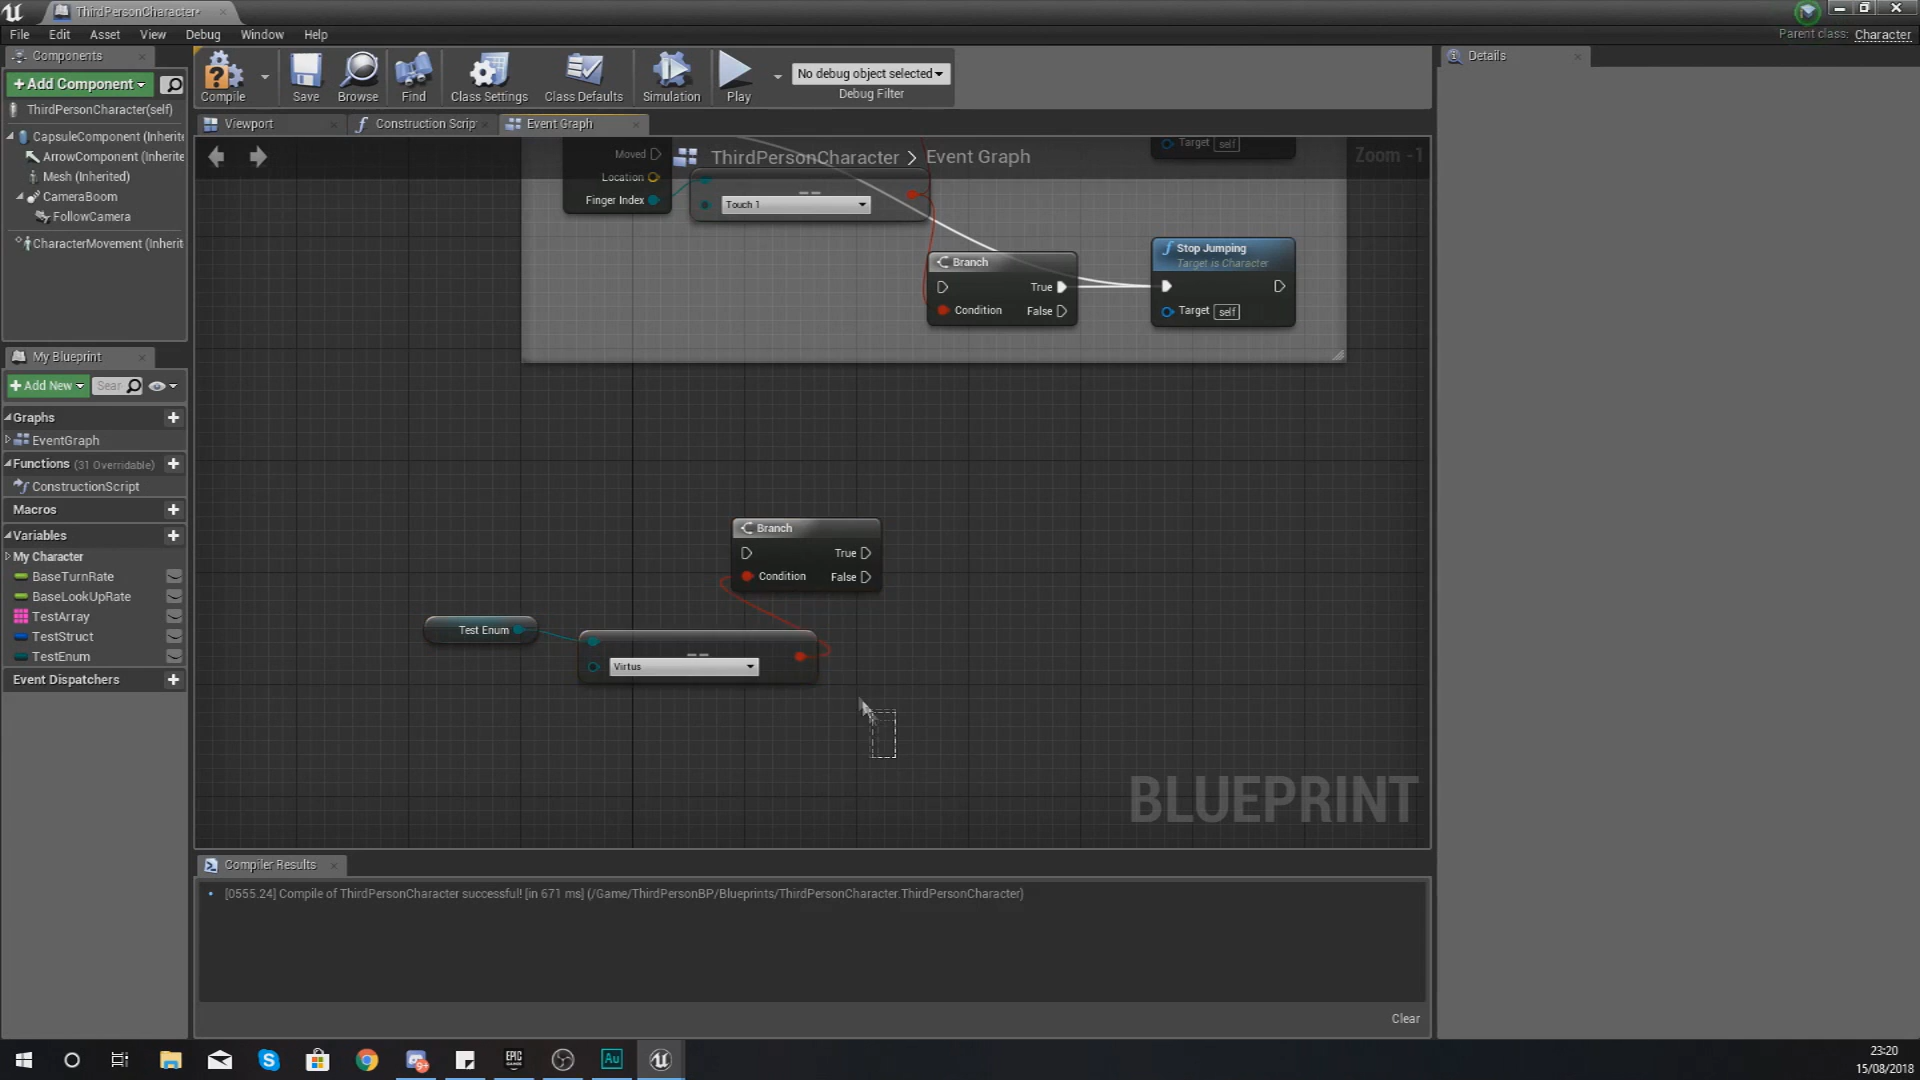 ThirdPersonCharacter*
File Edit Asset View Window Help
Parent class: Character
Components
+Add Component
ThirdPersonCharacter(self)
CapsuleComponent (Inherite
ArrowComponent (Inherite
Mesh (Inherited)
CameraBoom
FollowCamera
CharacterMovement (Inherit
My Blueprint
+Add New
Sear
Graphs
EventGraph
Functions (31 Overridable)
ConstructionScript
Macros
Variables
My Character
BaseTurnRate
BaseLookUpRate
TestArray
TestStruct
TestEnum
Event Dispatchers
Compile
Save
Browse
Find
Class Settings
Class Defaults
Simulation
Play
No debug object selected
Debug Filter
Viewport
Construction Scrip
Event Graph
ThirdPersonCharacter > Event Graph
Zoom -1
Moved
Location
Finger Index
==
Touch 1
Target self
Branch
True
Condition False
Stop Jumping
Target is Character
Target self
Branch
True
Condition False
Test Enum
==
Virtus
BLUEPRINT
Compiler Results
[0555.24] Compile of ThirdPersonCharacter successful! [in 671 ms] (/Game/ThirdPersonBP/Blueprints/ThirdPersonCharacter.ThirdPersonCharacter)
Clear
Details
EPIC
GAMES
Au
23:20
15/08/2018